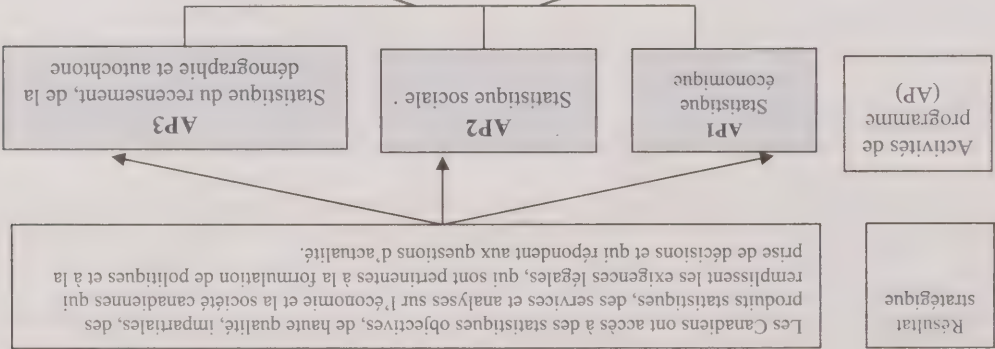 Résultat
stratégique
Les Canadiens ont accès à des statistiques objectives, de haute qualité, impartiales, des
produits statistiques, des services et analyses sur l'économie et la société canadiennes qui
remplissent les exigences légales, qui sont pertinentes à la formulation de politiques et à la
prise de décisions et qui répondent aux questions d'actualité.
Activités de
programme
(AP)
AP1
Statistique
économique
AP2
Statistique sociale
AP3
Statistique du recensement, de la
démographie et autochtone